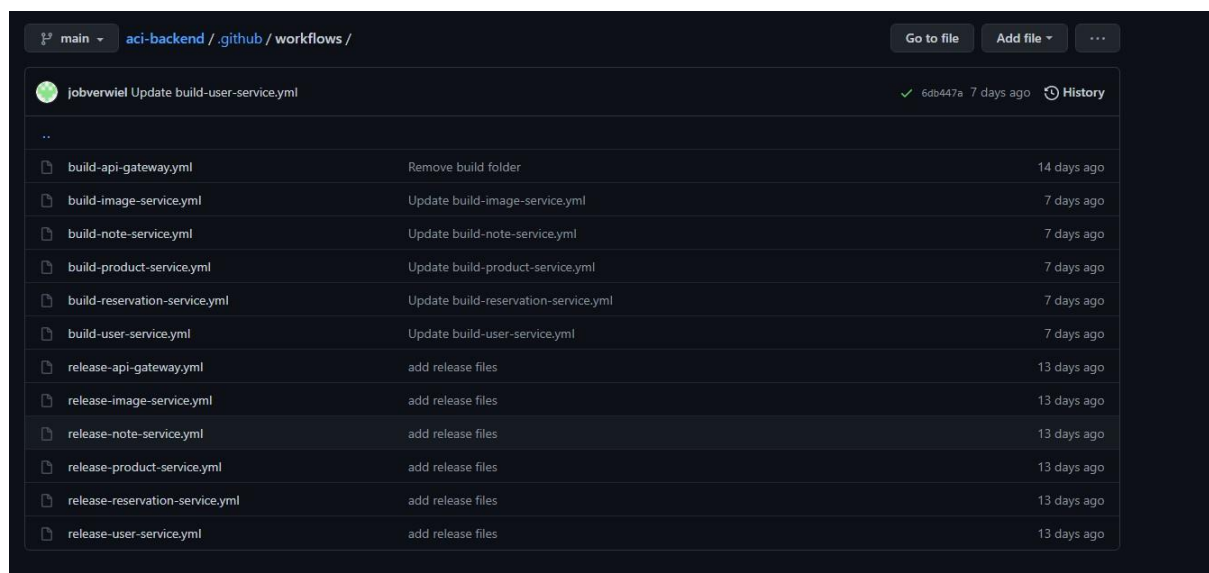 main aci-backend / .github / workflows / Go to file Add file ...
jobverwiel Update build-user-service.yml 6db447a 7 days ago History
..
build-api-gateway.yml Remove build folder 14 days ago
build-image-service.yml Update build-image-service.yml 7 days ago
build-note-service.yml Update build-note-service.yml 7 days ago
build-product-service.yml Update build-product-service.yml 7 days ago
build-reservation-service.yml Update build-reservation-service.yml 7 days ago
build-user-service.yml Update build-user-service.yml 7 days ago
release-api-gateway.yml add release files 13 days ago
release-image-service.yml add release files 13 days ago
release-note-service.yml add release files 13 days ago
release-product-service.yml add release files 13 days ago
release-reservation-service.yml add release files 13 days ago
release-user-service.yml add release files 13 days ago